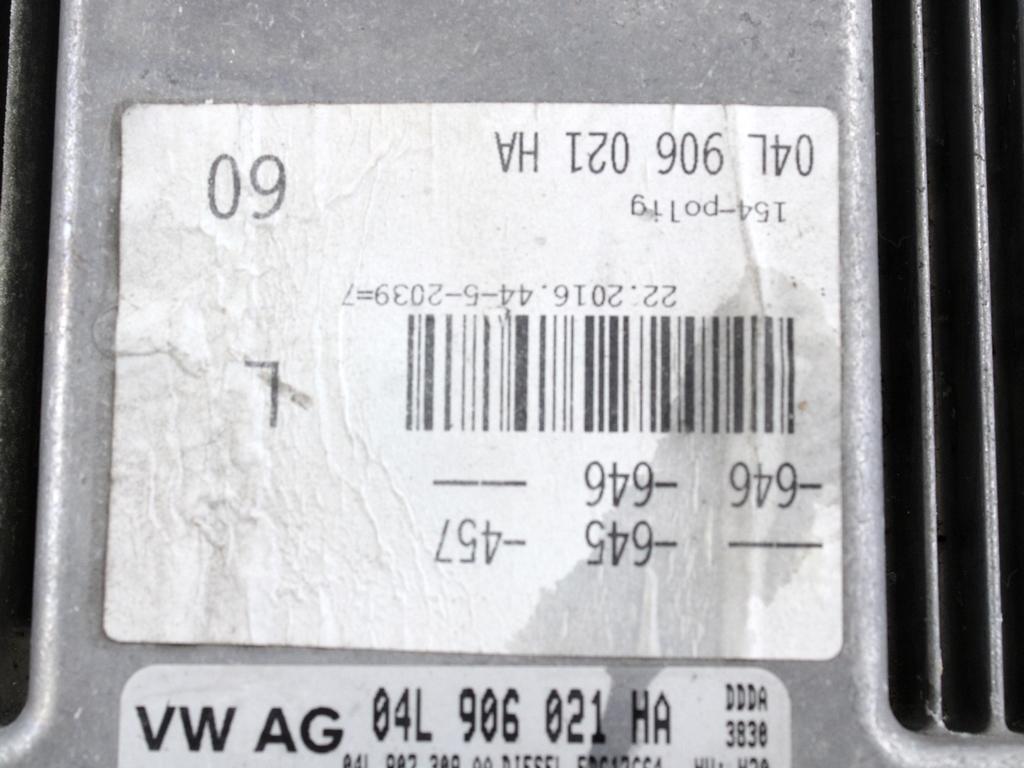 --- -645 -457
-646 -646 ---
L
22.2016.44-5-2039=7
154-polig
60
04L 906 021 HA
VW AG 04L 906 021 HA DDDA
3830